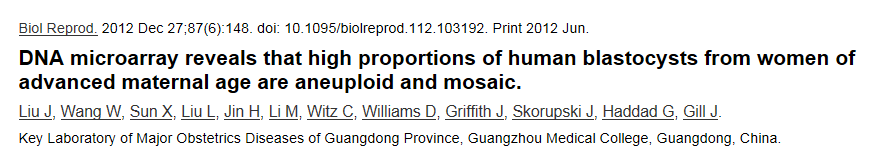 Biol Reprod. 2012 Dec 27;87(6):148. doi: 10.1095/biolreprod.112.103192. Print 2012 Jun.
DNA microarray reveals that high proportions of human blastocysts from women of
advanced maternal age are aneuploid and mosaic.
Liu J, Wang W, Sun X, Liu L, Jin H, Li M, Witz C, Williams D, Griffith J, Skorupski J, Haddad G, Gill J.
Key Laboratory of Major Obstetrics Diseases of Guangdong Province, Guangzhou Medical College, Guangdong, China.